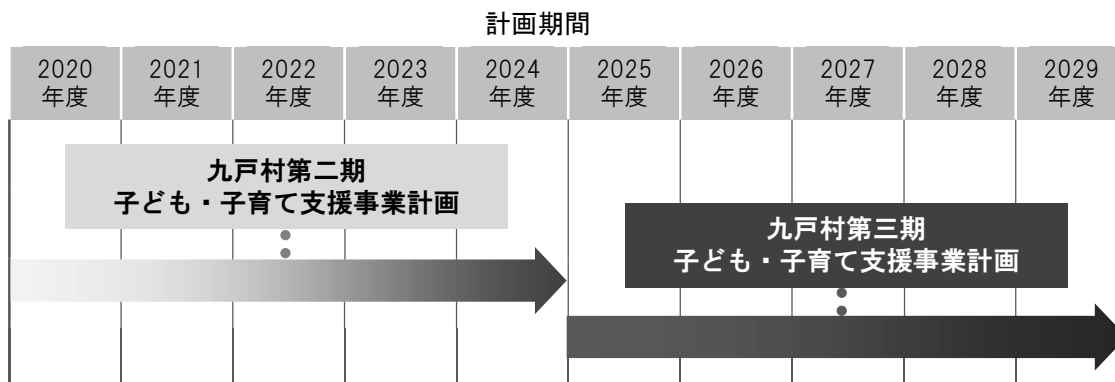 計画期間
2020 2021 2022 2023 2024 2025 2026 2027 2028 2029
年度 年度 年度 年度 年度 年度 年度 年度 年度 年度
九戸村第二期
子ども・子育て支援事業計画
九戸村第三期
子ども・子育て支援事業計画